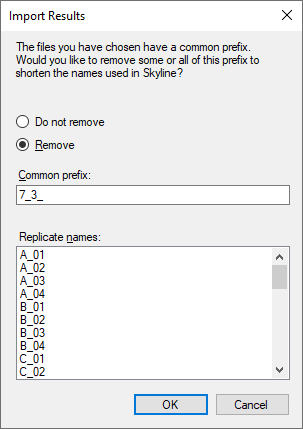 Import Results
The files you have chosen have a common prefix.
Would you like to remove some or all of this prefix to
shorten the names used in Skyline?
Do not remove
Remove
Common prefix:
7_3_
Replicate names:
A_01
A_02
A_03
A_04
B_01
B_02
B_03
B_04
C_01
C_02
OK Cancel